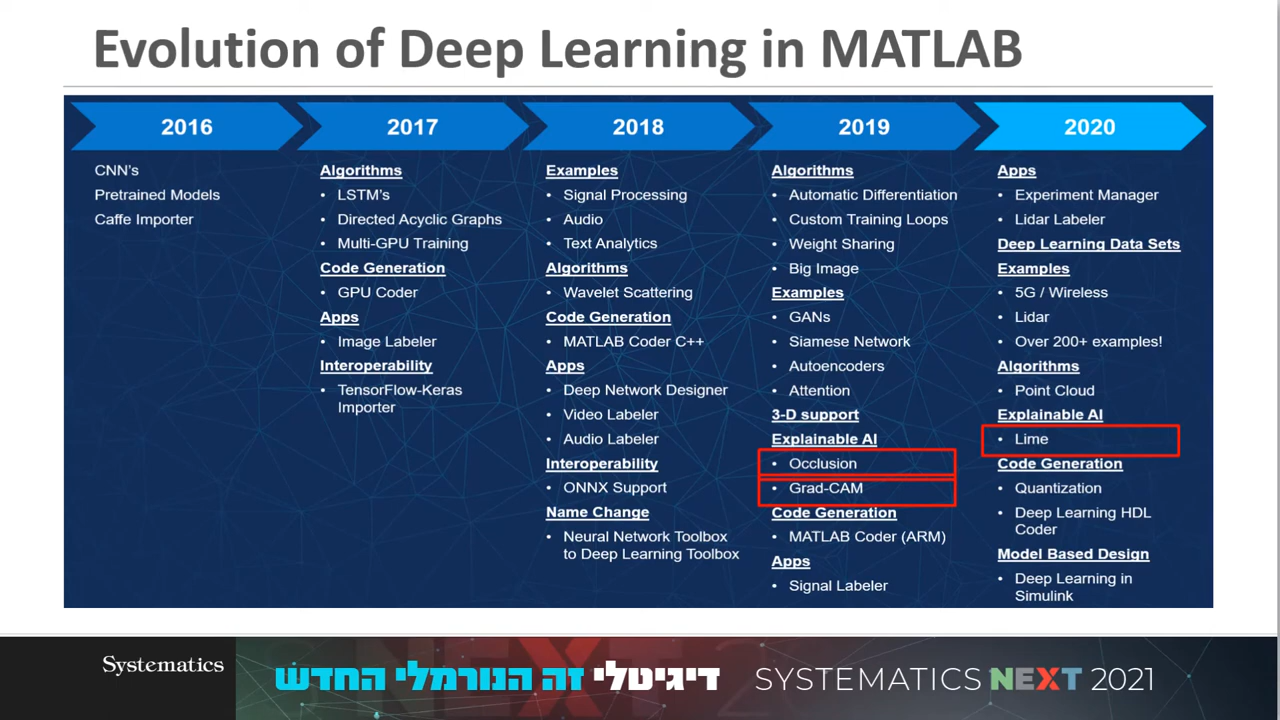 Evolution of Deep Learning in MATLAB
2016
CNN's
Pretrained Models
Caffe Importer
2017
Algorithms
• LSTM's
• Directed Acyclic Graphs
• Multi-GPU Training
Code Generation
• GPU Coder
Apps
• Image Labeler
Interoperability
• TensorFlow-Keras
Importer
2018
Examples
• Signal Processing
• Audio
• Text Analytics
Algorithms
• Wavelet Scattering
Code Generation
• MATLAB Coder C++
Apps
• Deep Network Designer
• Video Labeler
• Audio Labeler
Interoperability
• ONNX Support
Name Change
• Neural Network Toolbox
to Deep Learning Toolbox
2019
Algorithms
• Automatic Differentiation
• Custom Training Loops
• Weight Sharing
• Big Image
Examples
• GANs
• Siamese Network
• Autoencoders
• Attention
3-D support
Explainable AI
• Occlusion
• Grad-CAM
Code Generation
• MATLAB Coder (ARM)
Apps
• Signal Labeler
2020
Apps
• Experiment Manager
• Lidar Labeler
Deep Learning Data Sets
Examples
• 5G / Wireless
• Lidar
• Over 200+ examples!
Algorithms
• Point Cloud
Explainable AI
• Lime
Code Generation
• Quantization
• Deep Learning HDL
Coder
Model Based Design
• Deep Learning in
Simulink
Systematics
דיגיטלי זה הנורמלי החדש
SYSTEMATICS NEXT 2021